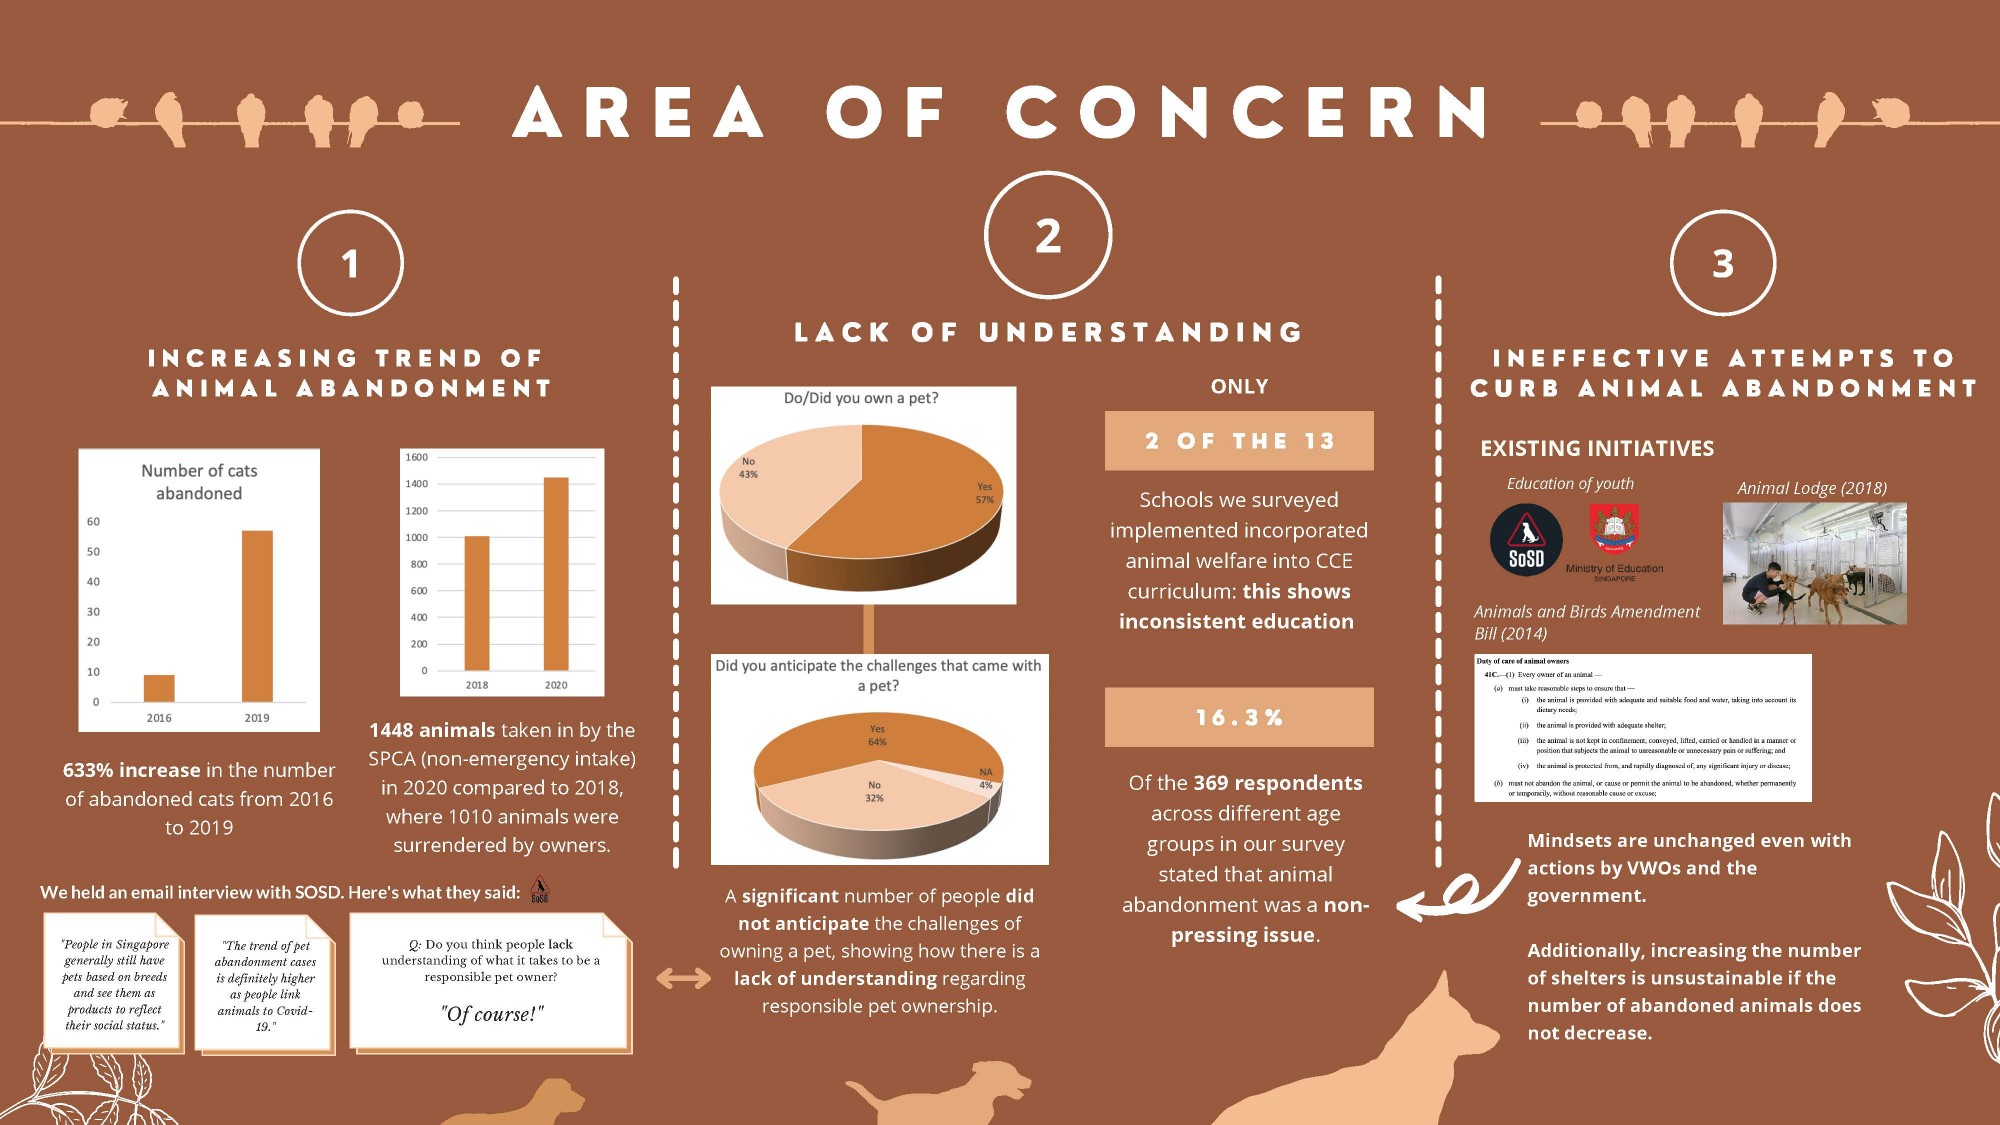 AREA OF CONCERN
1
INCREASING TREND OF
ANIMAL ABANDONMENT
Number of cats
abandoned
60
50
40
30
20
10
0
2016
2019
633% increase in the number
of abandoned cats from 2016
to 2019
1600
1400
1200
1000
800
600
400
200
0
2018
2020
1448 animals taken in by the
SPCA (non-emergency intake)
in 2020 compared to 2018,
where 1010 animals were
surrendered by owners.
We held an email interview with SOSD. Here's what they said:
SoSD
"People in Singapore
generally still have
pets based on breeds
and see them as
products to reflect
their social status."
"The trend of pet
abandonment cases
is definitely higher
as people link
animals to Covid-
19."
Q: Do you think people lack
understanding of what it takes to be a
responsible pet owner?
"Of course!"
2
LACK OF UNDERSTANDING
Do/Did you own a pet?
No
43%
Yes
57%
Did you anticipate the challenges that came with
a pet?
Yes
64%
NA
4%
No
32%
A significant number of people did
not anticipate the challenges of
owning a pet, showing how there is a
lack of understanding regarding
responsible pet ownership.
ONLY
2 OF THE 13
Schools we surveyed
implemented incorporated
animal welfare into CCE
curriculum: this shows
inconsistent education
16.3%
Of the 369 respondents
across different age
groups in our survey
stated that animal
abandonment was a non-
pressing issue.
3
INEFFECTIVE ATTEMPTS TO
CURB ANIMAL ABANDONMENT
EXISTING INITIATIVES
Education of youth
SoSD
Ministry of Education
SINGAPORE
Animal Lodge (2018)
Animals and Birds Amendment
Bill (2014)
Duty of care of animal owners
41C.—(1) Every owner of an animal —
(a) must take reasonable steps to ensure that —
(i) the animal is provided with adequate and suitable food and water, taking into account its
dietary needs;
(ii) the animal is provided with adequate shelter;
(iii) the animal is not kept in confinement, conveyed, lifted, carried or handled in a manner or
position that subjects the animal to unreasonable or unnecessary pain or suffering; and
(iv) the animal is protected from, and rapidly diagnosed of, any significant injury or disease;
(b) must not abandon the animal, or cause or permit the animal to be abandoned, whether permanently
or temporarily, without reasonable cause or excuse;
Mindsets are unchanged even with
actions by VWOs and the
government.
Additionally, increasing the number
of shelters is unsustainable if the
number of abandoned animals does
not decrease.